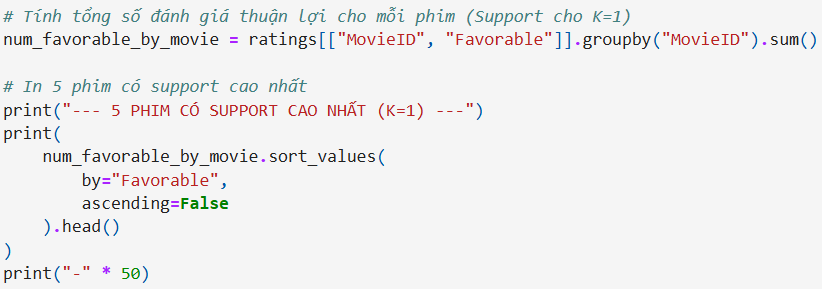 # Tính tổng số đánh giá thuận lợi cho mỗi phim (Support cho K=1)
num_favorable_by_movie = ratings[["MovieID", "Favorable"]].groupby("MovieID").sum()

# In 5 phim có support cao nhất
print("--- 5 PHIM CÓ SUPPORT CAO NHẤT (K=1) ---")
print(
    num_favorable_by_movie.sort_values(
        by="Favorable",
        ascending=False
    ).head()
)
print("-" * 50)